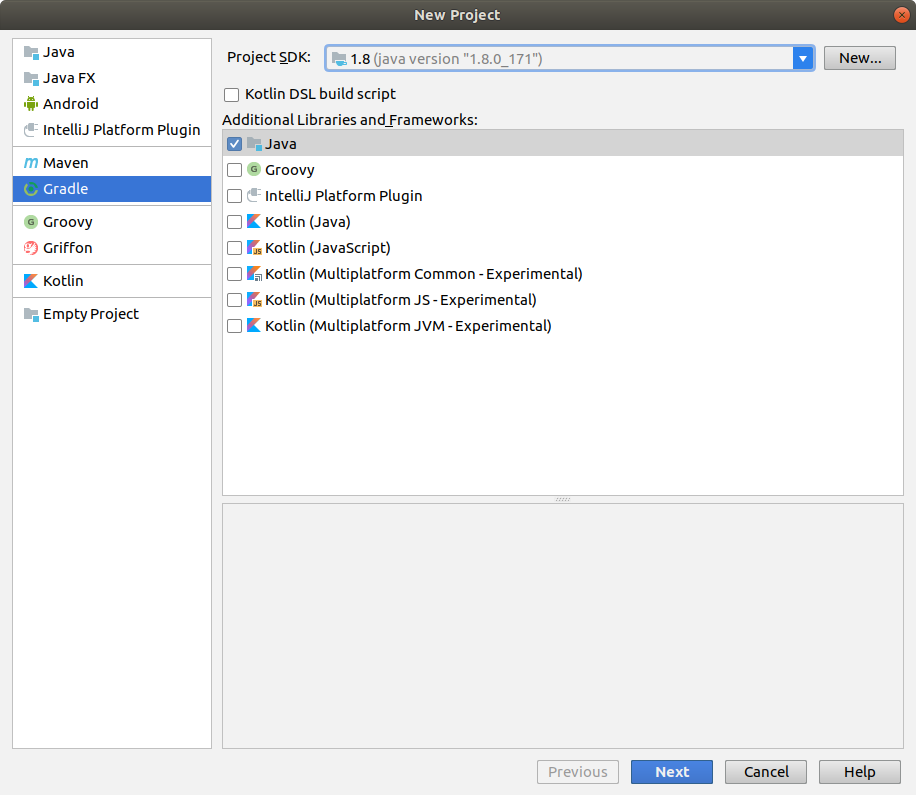 New Project
Java
Java FX
Android
IntelliJ Platform Plugin
Maven
Gradle
Groovy
Griffon
Kotlin
Empty Project
Project SDK: 1.8 (java version "1.8.0_171") New...
Kotlin DSL build script
Additional Libraries and Frameworks:
Java
Groovy
IntelliJ Platform Plugin
Kotlin (Java)
Kotlin (JavaScript)
Kotlin (Multiplatform Common - Experimental)
Kotlin (Multiplatform JS - Experimental)
Kotlin (Multiplatform JVM - Experimental)
Previous Next Cancel Help